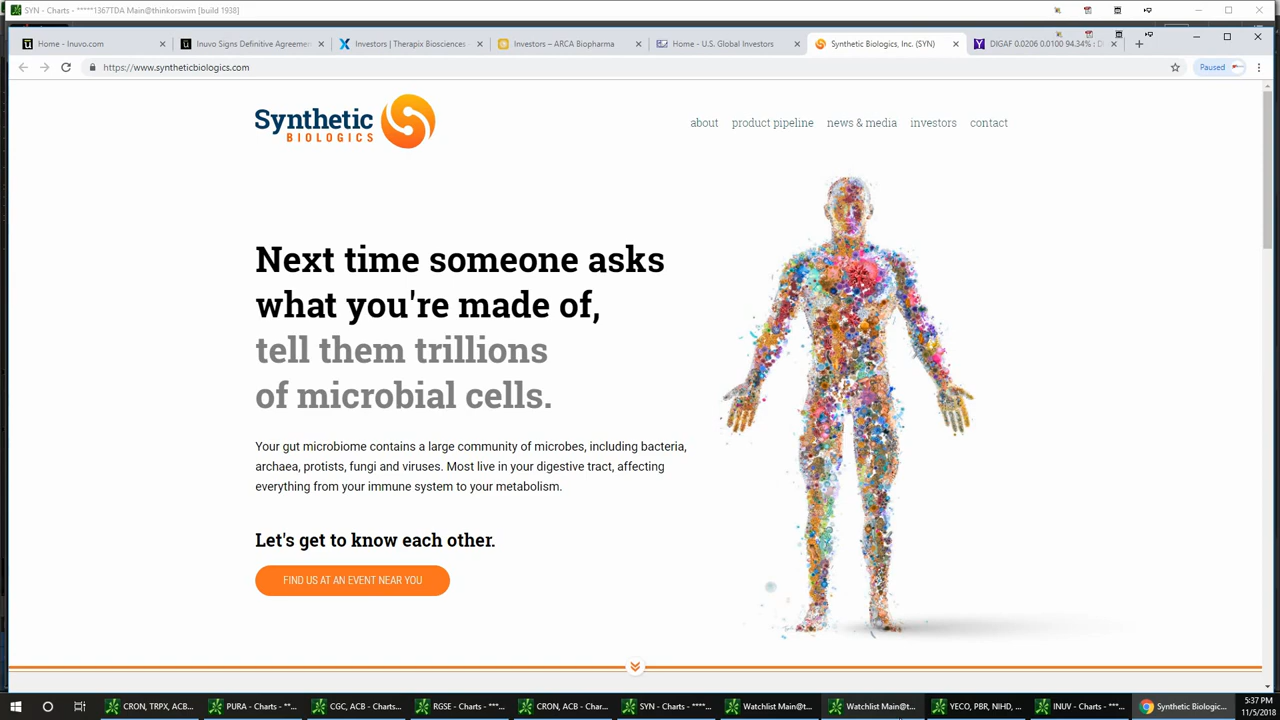 SYN - Charts - *****1367TDA Main@thinkorswim [build 1938]
Home - Inuvo.com
Inuvo Signs Definitive Agreemen
Investors | Therapix Biosciences
Investors – ARCA Biopharma
Home - U.S. Global Investors
Synthetic Biologics, Inc. (SYN)
DIGAF 0.0206 0.0100 94.34% : D
https://www.syntheticbiologics.com
Paused
Synthetic
BIOLOGICS
about product pipeline news & media investors contact
Next time someone asks
what you're made of,
tell them trillions
of microbial cells.
Your gut microbiome contains a large community of microbes, including bacteria,
archaea, protists, fungi and viruses. Most live in your digestive tract, affecting
everything from your immune system to your metabolism.
Let's get to know each other.
FIND US AT AN EVENT NEAR YOU
CRON, TRPX, ACB...
PURA - Charts - **...
CGC, ACB - Charts...
RGSE - Charts - ***...
CRON, ACB - Char...
SYN - Charts - ****...
Watchlist Main@t...
Watchlist Main@t...
YECO, PBR, NIHD, ...
INUV - Charts - ***...
Synthetic Biologic...
5:37 PM
11/5/2018